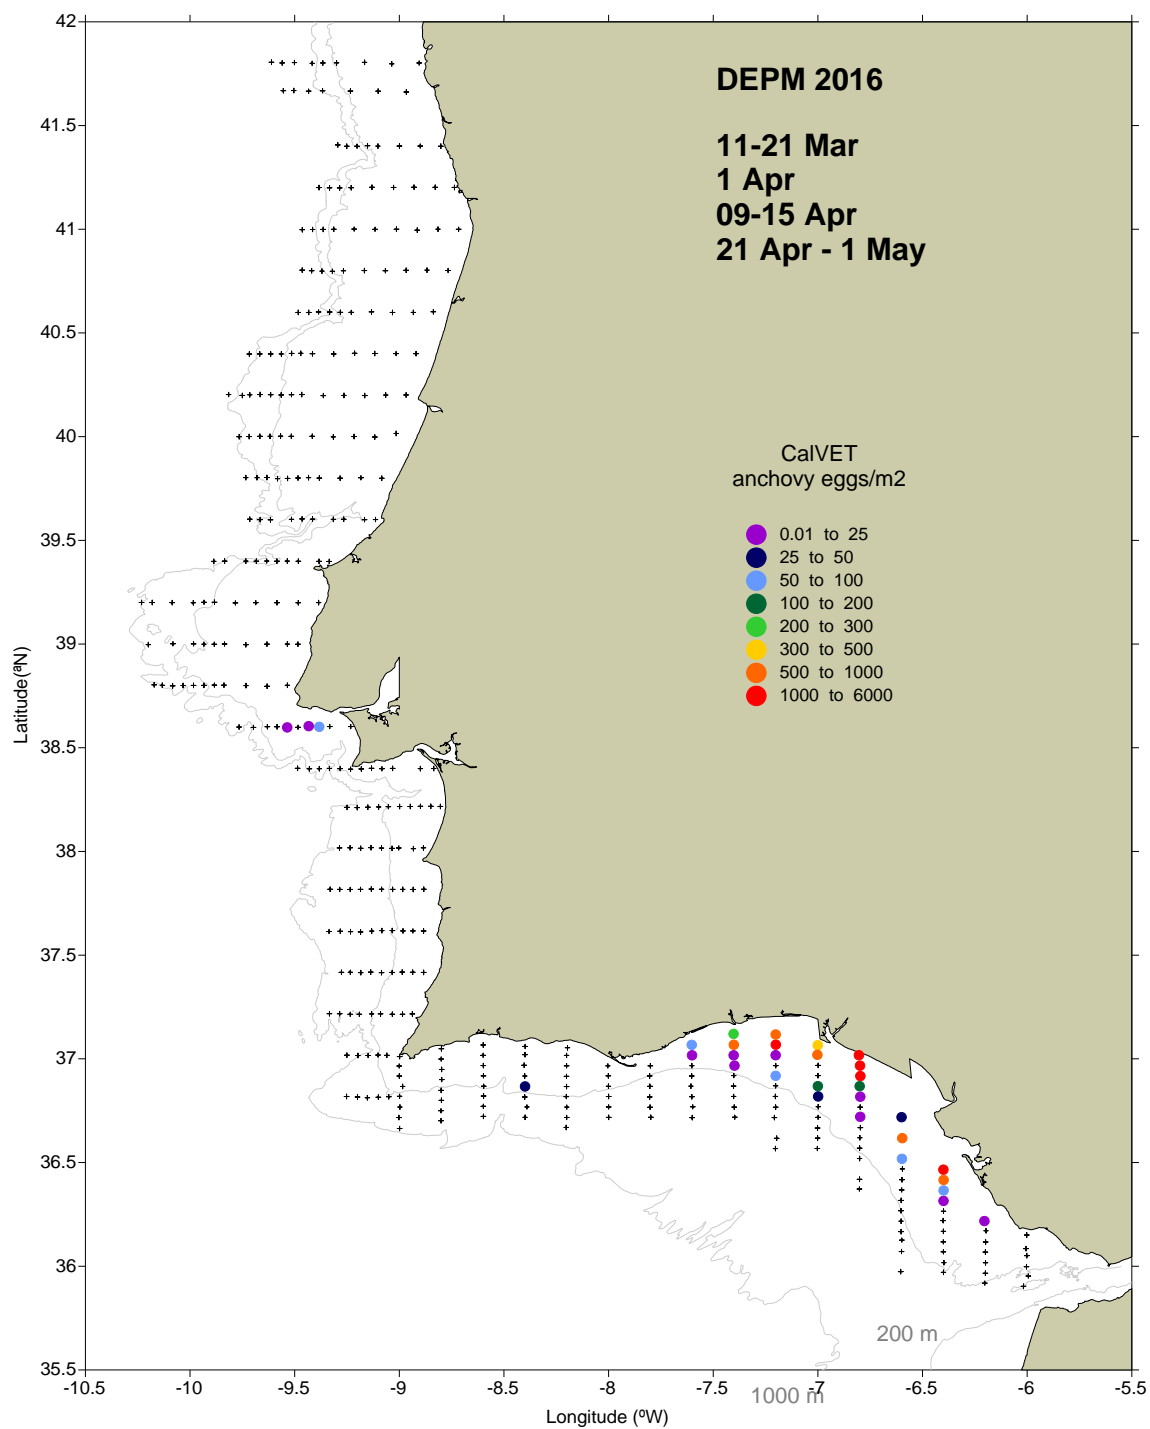 42
41.5
41
40.5
40
39.5
39
38.5
38
37.5
37
36.5
36
35.5
Latitude(ªN)
DEPM 2016
11-21 Mar
1 Apr
09-15 Apr
21 Apr - 1 May
CalVET
anchovy eggs/m2
0.01 to 25
25 to 50
50 to 100
100 to 200
200 to 300
300 to 500
500 to 1000
1000 to 6000
200 m
1000 m
-10.5 -10 -9.5 -9 -8.5 -8 -7.5 -7 -6.5 -6 -5.5
Longitude (ºW)